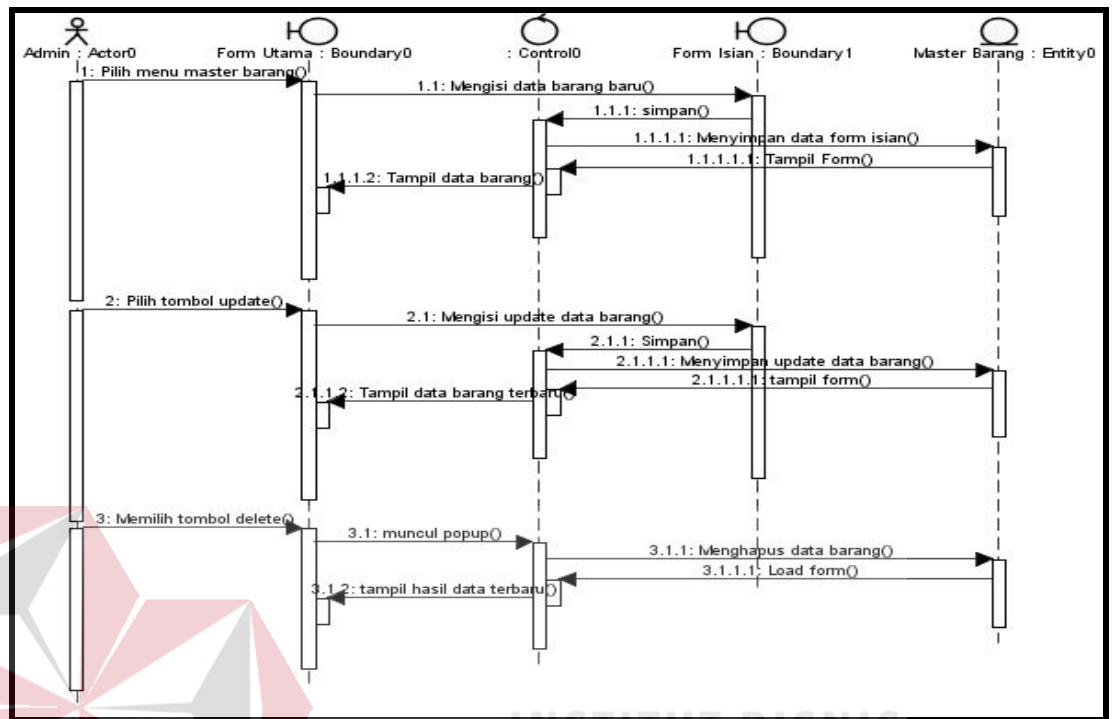 Admin : Actor0
Form Utama : Boundary0
: Control0
Form Isian : Boundary1
Master Barang : Entity0
1: Pilih menu master barang()
1.1: Mengisi data barang baru()
1.1.1: simpan()
1.1.1.1: Menyimpan data form isian()
1.1.1.1.1: Tampil Form()
1.1.1.2: Tampil data barang()
2: Pilih tombol update()
2.1: Mengisi update data barang()
2.1.1: Simpan()
2.1.1.1: Menyimpan update data barang()
2.1.1.1.1: tampil form()
2.1.1.2: Tampil data barang terbaru()
3: Memilih tombol delete()
3.1: muncul popup()
3.1.1: Menghapus data barang()
3.1.1.1: Load form()
3.1.2: tampil hasil data terbaru()
INSTITUT BISNIS